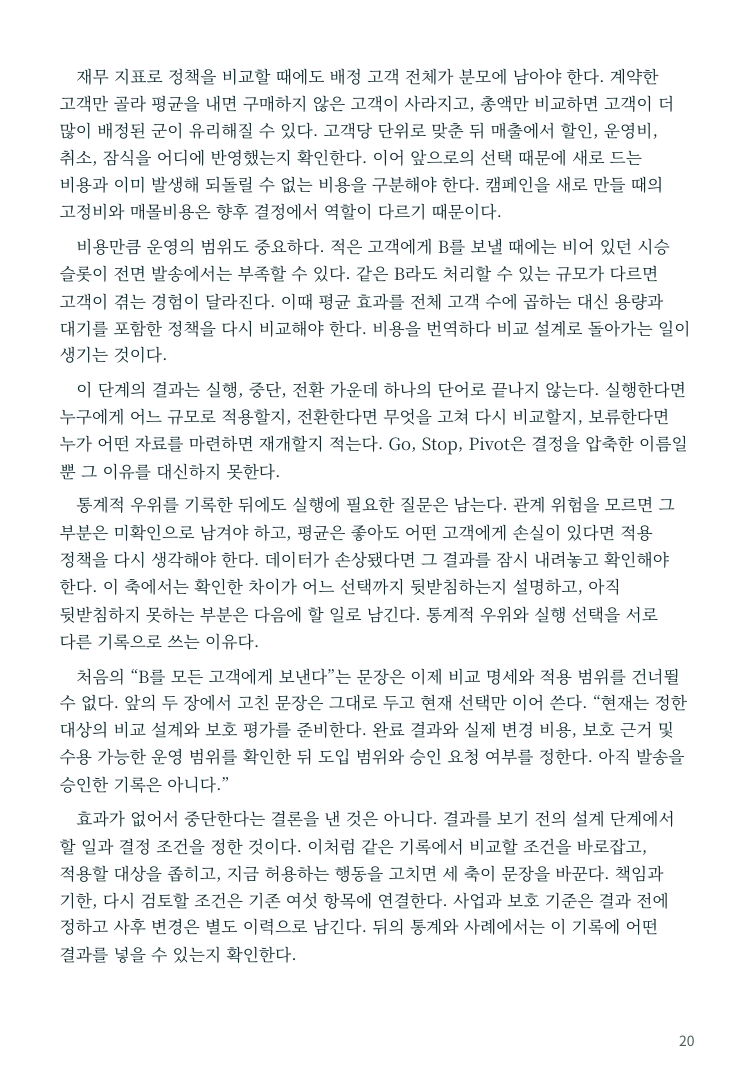 재무 지표로 정책을 비교할 때에도 배정 고객 전체가 분모에 남아야 한다. 계약한
고객만 골라 평균을 내면 구매하지 않은 고객이 사라지고, 총액만 비교하면 고객이 더
많이 배정된 군이 유리해질 수 있다. 고객당 단위로 맞춘 뒤 매출에서 할인, 운영비,
취소, 잠식을 어디에 반영했는지 확인한다. 이어 앞으로의 선택 때문에 새로 드는
비용과 이미 발생해 되돌릴 수 없는 비용을 구분해야 한다. 캠페인을 새로 만들 때의
고정비와 매몰비용은 향후 결정에서 역할이 다르기 때문이다.
비용만큼 운영의 범위도 중요하다. 적은 고객에게 B를 보낼 때에는 비어 있던 시승
슬롯이 전면 발송에서는 부족할 수 있다. 같은 B라도 처리할 수 있는 규모가 다르면
고객이 겪는 경험이 달라진다. 이때 평균 효과를 전체 고객 수에 곱하는 대신 용량과
대기를 포함한 정책을 다시 비교해야 한다. 비용을 번역하다 비교 설계로 돌아가는 일이
생기는 것이다.
이 단계의 결과는 실행, 중단, 전환 가운데 하나의 단어로 끝나지 않는다. 실행한다면
누구에게 어느 규모로 적용할지, 전환한다면 무엇을 고쳐 다시 비교할지, 보류한다면
누가 어떤 자료를 마련하면 재개할지 적는다. Go, Stop, Pivot은 결정을 압축한 이름일
뿐 그 이유를 대신하지 못한다.
통계적 우위를 기록한 뒤에도 실행에 필요한 질문은 남는다. 관계 위험을 모르면 그
부분은 미확인으로 남겨야 하고, 평균은 좋아도 어떤 고객에게 손실이 있다면 적용
정책을 다시 생각해야 한다. 데이터가 손상됐다면 그 결과를 잠시 내려놓고 확인해야
한다. 이 축에서는 확인한 차이가 어느 선택까지 뒷받침하는지 설명하고, 아직
뒷받침하지 못하는 부분은 다음에 할 일로 남긴다. 통계적 우위와 실행 선택을 서로
다른 기록으로 쓰는 이유다.
처음의 “B를 모든 고객에게 보낸다”는 문장은 이제 비교 명세와 적용 범위를 건너뛸
수 없다. 앞의 두 장에서 고친 문장은 그대로 두고 현재 선택만 이어 쓴다. “현재는 정한
대상의 비교 설계와 보호 평가를 준비한다. 완료 결과와 실제 변경 비용, 보호 근거 및
수용 가능한 운영 범위를 확인한 뒤 도입 범위와 승인 요청 여부를 정한다. 아직 발송을
승인한 기록은 아니다.”
효과가 없어서 중단한다는 결론을 낸 것은 아니다. 결과를 보기 전의 설계 단계에서
할 일과 결정 조건을 정한 것이다. 이처럼 같은 기록에서 비교할 조건을 바로잡고,
적용할 대상을 좁히고, 지금 허용하는 행동을 고치면 세 축이 문장을 바꾼다. 책임과
기한, 다시 검토할 조건은 기존 여섯 항목에 연결한다. 사업과 보호 기준은 결과 전에
정하고 사후 변경은 별도 이력으로 남긴다. 뒤의 통계와 사례에서는 이 기록에 어떤
결과를 넣을 수 있는지 확인한다.
20